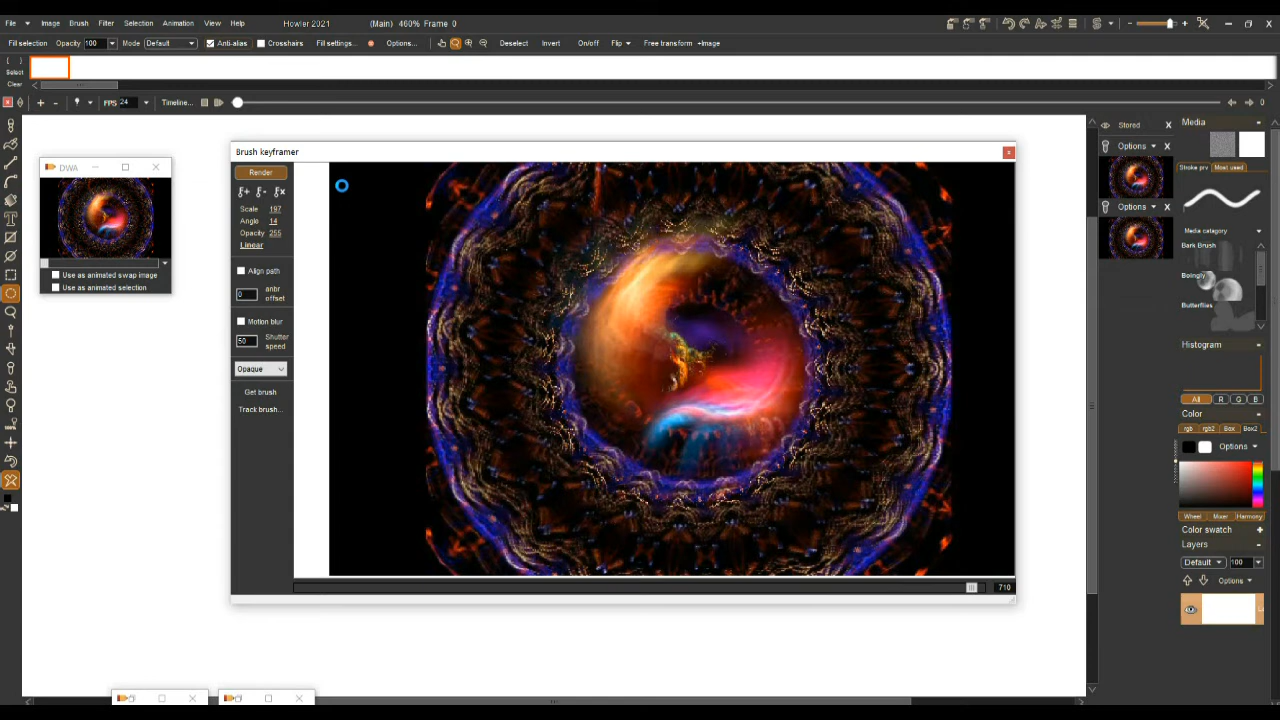 File Image Brush Filter Selection Animation View Help Howler 2021 (Main) 460% Frame 0
Fill selection Opacity 100 Mode Default Anti-alias Crosshairs Fill settings... Options... Deselect Invert On/off Flip Free transform +Image
Select
Clear
FPS 24 Timeline... 0
DWA
Use as animated swap image
Use as animated selection
Brush keyframer
Render
Scale 197
Angle 14
Opacity 255
Linear
Align path
0 anbr offset
Motion blur
50 Shutter speed
Opaque
Get brush
Track brush...
710
Stored X
Options X
Options X
Media
Stroke prv Most used
Media category
Bark Brush
Boingly
Butterflies
Histogram
All R G B
Color
rgb rgb2 Box Box2
Options
Wheel Mixer Harmony
Color swatch
Layers
Default 100
Options